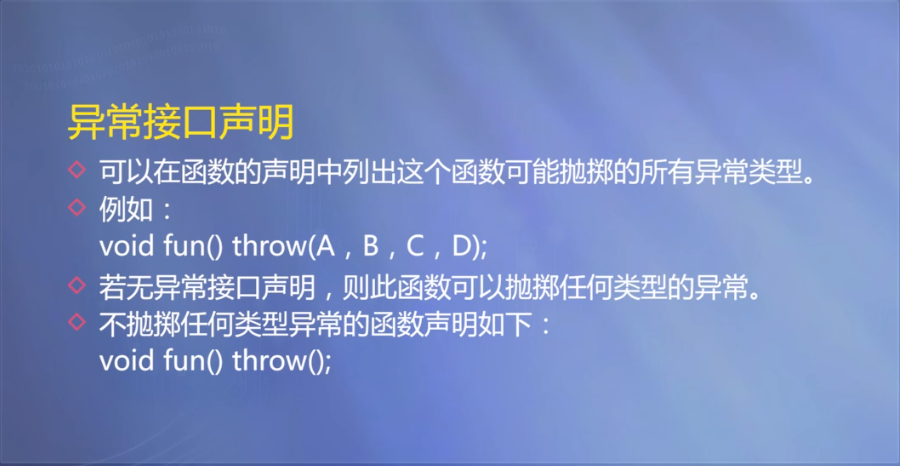 异常接口声明
可以在函数的声明中列出这个函数可能抛掷的所有异常类型。
例如：
void fun() throw(A，B，C，D);
若无异常接口声明，则此函数可以抛掷任何类型的异常。
不抛掷任何类型异常的函数声明如下：
void fun() throw();